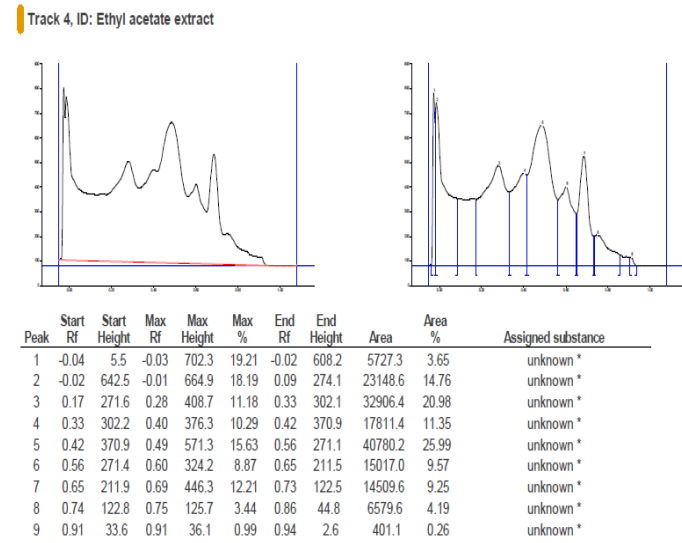 Track 4, ID: Ethyl acetate extract
Start Start Max Max Max End End Area
Peak Rf Height Rf Height % Rf Height Area % Assigned substance
1 -0.04 5.5 -0.03 702.3 19.21 -0.02 608.2 5727.3 3.65 unknown *
2 -0.02 642.5 -0.01 664.9 18.19 0.09 274.1 23148.6 14.76 unknown *
3 0.17 271.6 0.28 408.7 11.18 0.33 302.1 32906.4 20.98 unknown *
4 0.33 302.2 0.40 376.3 10.29 0.42 370.9 17811.4 11.35 unknown *
5 0.42 370.9 0.49 571.3 15.63 0.56 271.1 40780.2 25.99 unknown *
6 0.56 271.4 0.60 324.2 8.87 0.65 211.5 15017.0 9.57 unknown *
7 0.65 211.9 0.69 446.3 12.21 0.73 122.5 14509.6 9.25 unknown *
8 0.74 122.8 0.75 125.7 3.44 0.86 44.8 6579.6 4.19 unknown *
9 0.91 33.6 0.91 36.1 0.99 0.94 2.6 401.1 0.26 unknown *